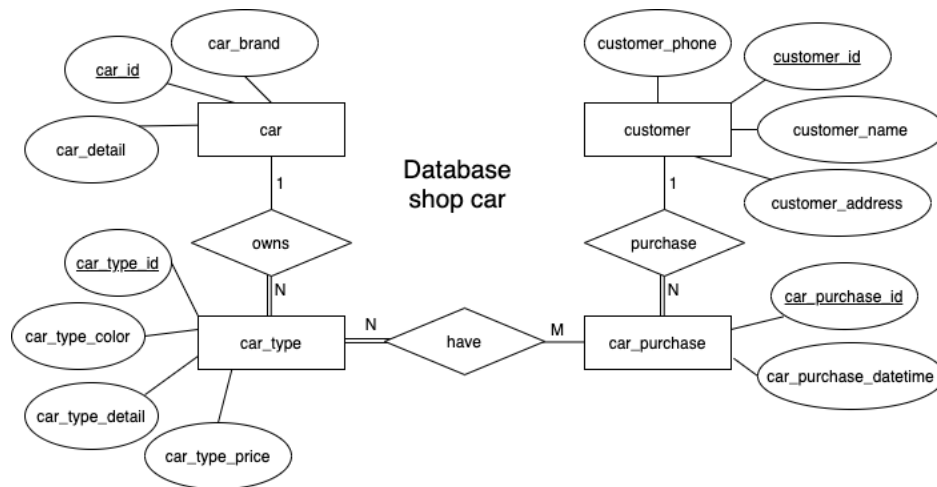 car_brand
car_id
car_detail
car
customer_phone
customer_id
customer
customer_name
customer_address
Database
shop car
1
owns
N
1
purchase
N
car_type_id
car_type_color
car_type_detail
car_type_price
car_type
N
have
M
car_purchase
car_purchase_id
car_purchase_datetime